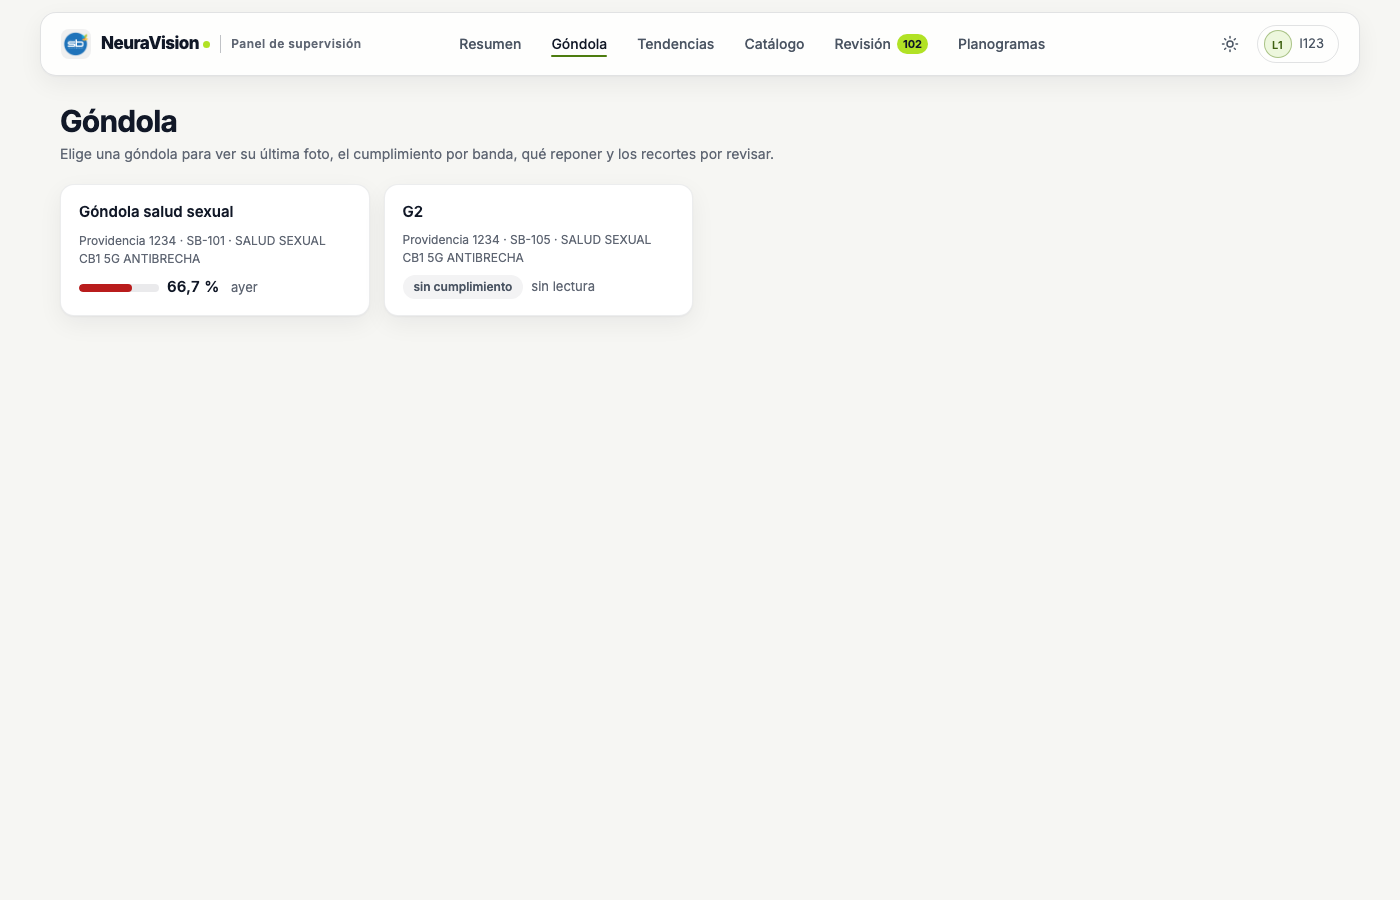 sb NeuraVision Panel de supervisión Resumen Góndola Tendencias Catálogo Revisión 102 Planogramas L1 l123
Góndola
Elige una góndola para ver su última foto, el cumplimiento por banda, qué reponer y los recortes por revisar.
Góndola salud sexual
Providencia 1234 · SB-101 · SALUD SEXUAL
CB1 5G ANTIBRECHA
66,7 % ayer
G2
Providencia 1234 · SB-105 · SALUD SEXUAL
CB1 5G ANTIBRECHA
sin cumplimiento sin lectura